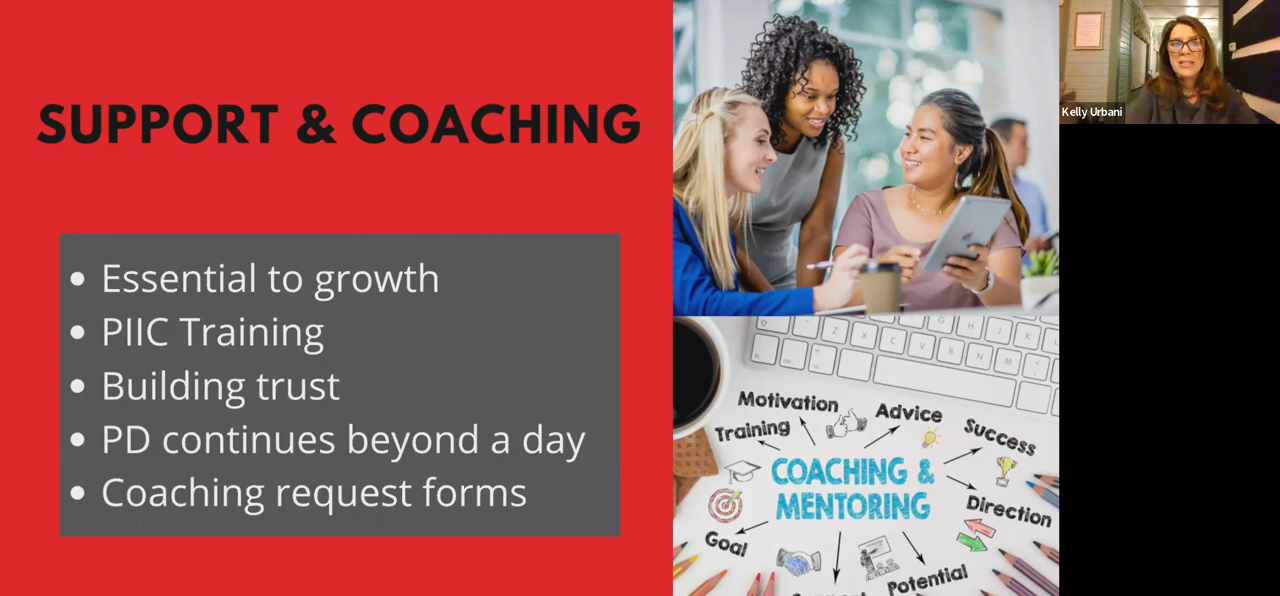 SUPPORT & COACHING
• Essential to growth
• PIIC Training
• Building trust
• PD continues beyond a day
• Coaching request forms
Kelly Urbani
Motivation
Advice
Training
Success
COACHING &
MENTORING
Direction
Goal
Potential